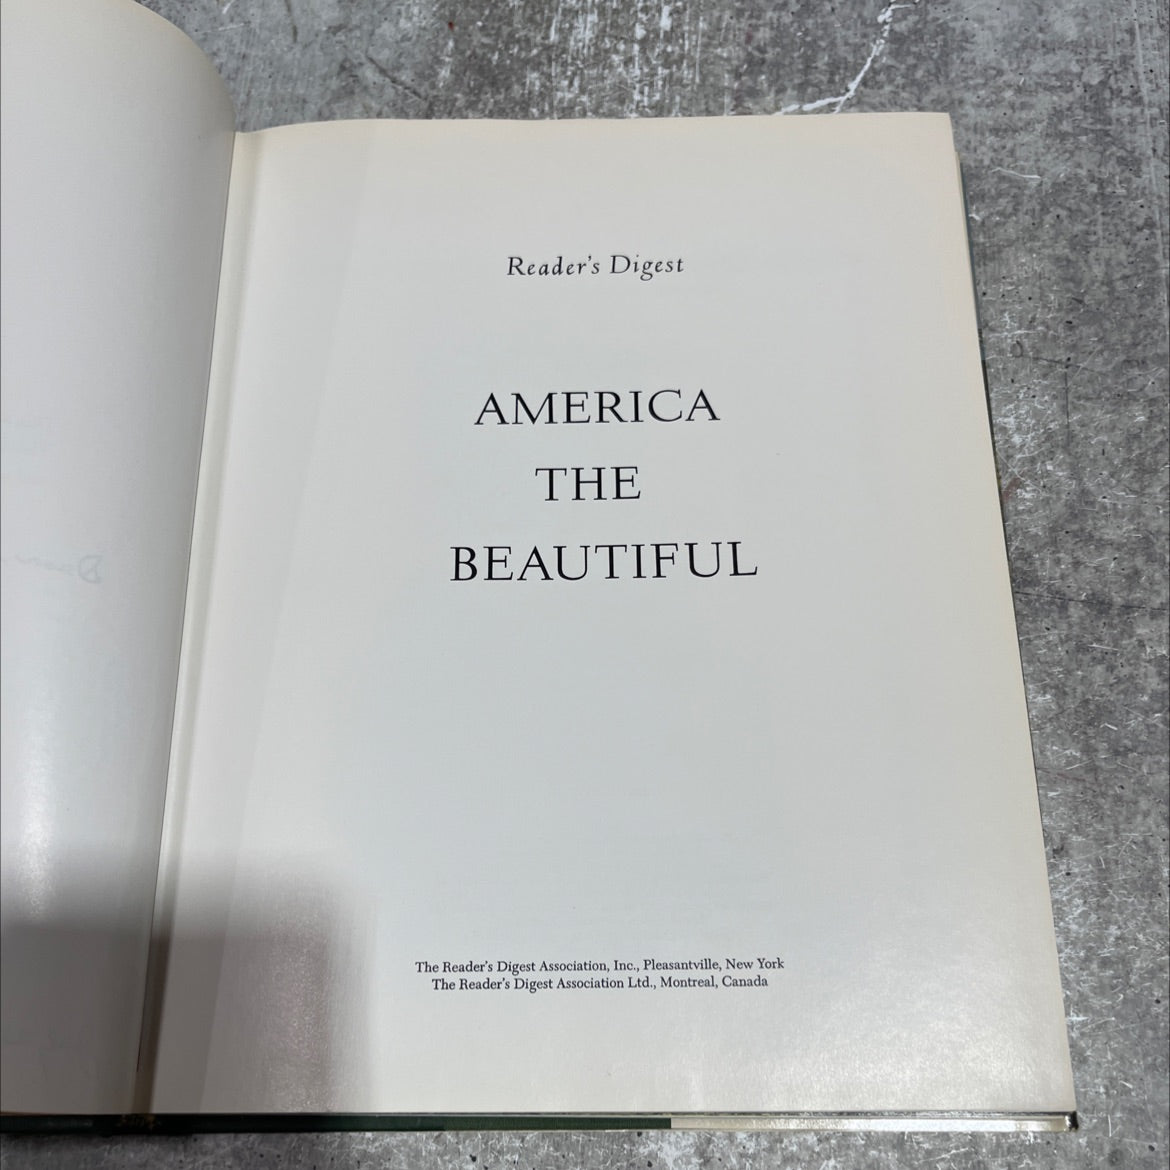 Reader's Digest
AMERICA
THE
BEAUTIFUL
The Reader's Digest Association, Inc., Pleasantville, New York
The Reader's Digest Association Ltd., Montreal, Canada